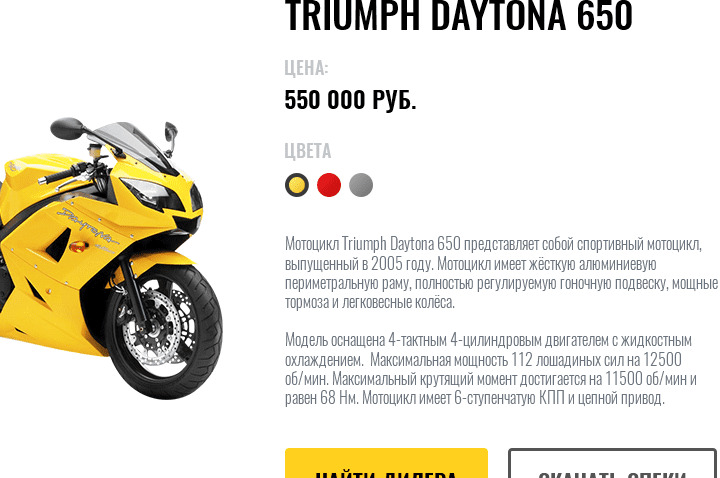 TRIUMPH DAYTONA 650
ЦЕНА:
550 000 РУБ.
ЦВЕТА
Daytona
Мотоцикл Triumph Daytona 650 представляет собой спортивный мотоцикл,
выпущенный в 2005 году. Мотоцикл имеет жёсткую алюминиевую
периметральную раму, полностью регулируемую гоночную подвеску, мощные
тормоза и легковесные колёса.
Модель оснащена 4-тактным 4-цилиндровым двигателем с жидкостным
охлаждением. Максимальная мощность 112 лошадиных сил на 12500
об/мин. Максимальный крутящий момент достигается на 11500 об/мин и
равен 68 Нм. Мотоцикл имеет 6-ступенчатую КПП и цепной привод.
НАЙТИ ДИЛЕРА
СКАЧАТЬ СПЕКИ